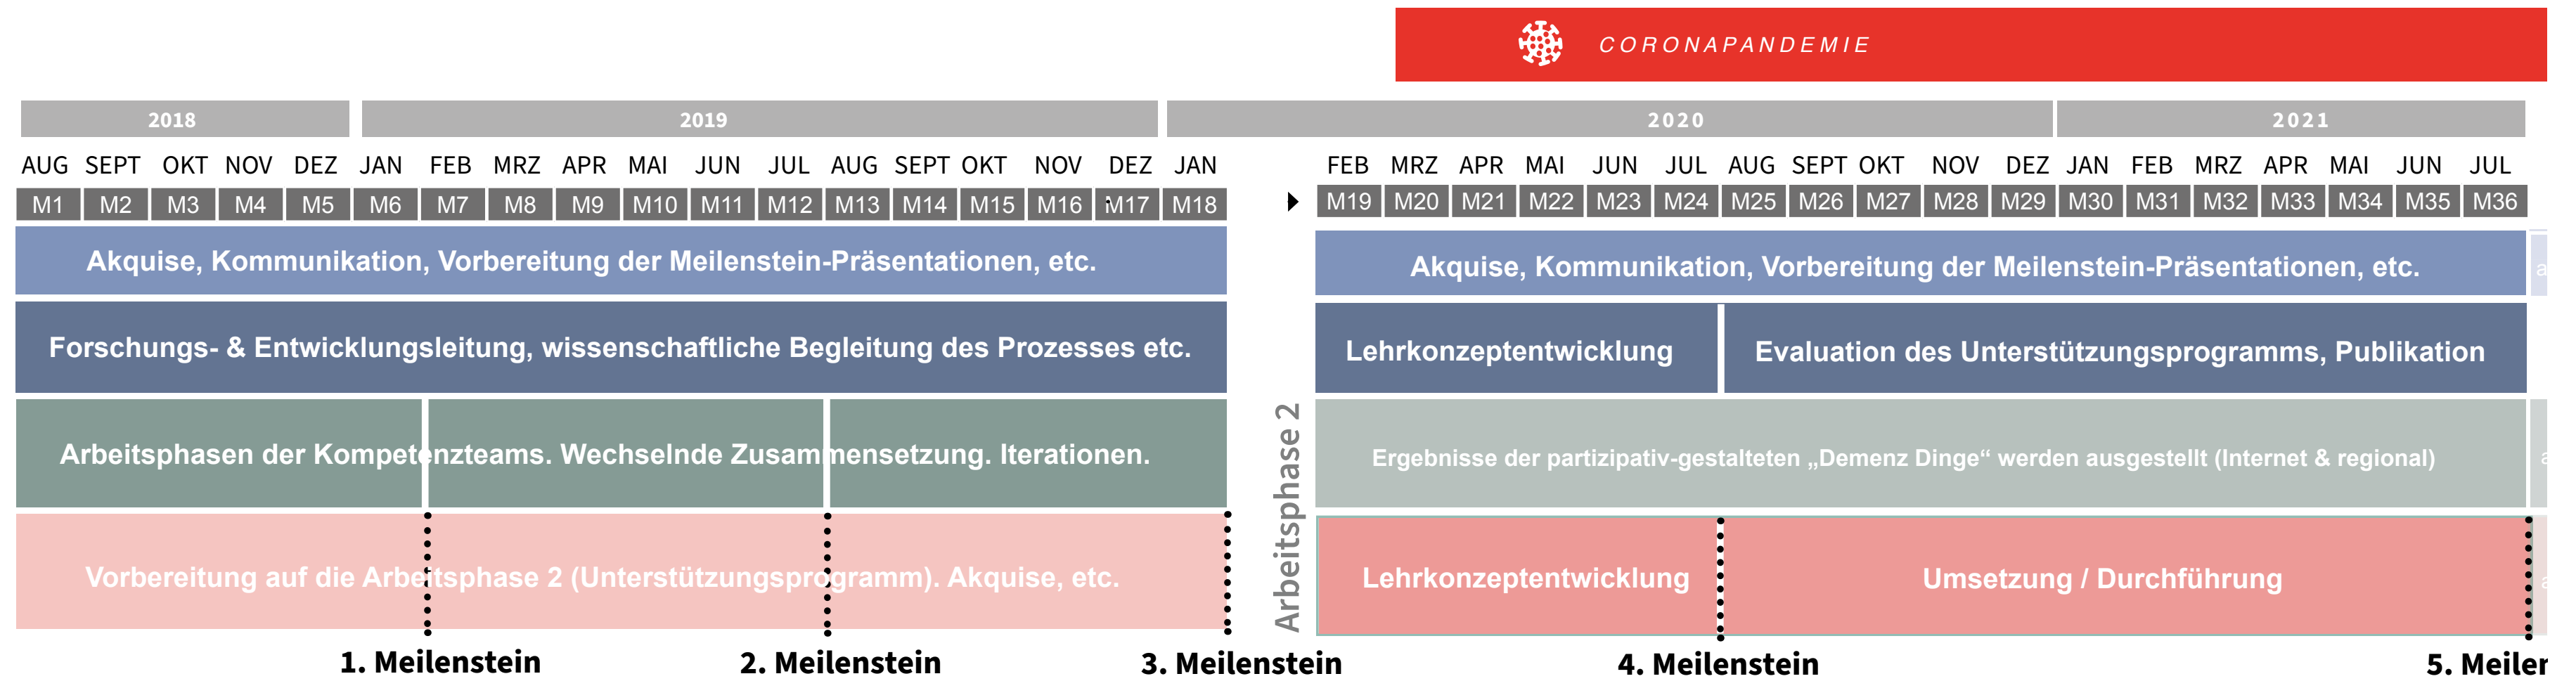 CORONAPANDEMIE
2018 2019 2020 2021
AUG SEPT OKT NOV DEZ JAN FEB MRZ APR MAI JUN JUL AUG SEPT OKT NOV DEZ JAN FEB MRZ APR MAI JUN JUL AUG SEPT OKT NOV DEZ JAN FEB MRZ APR MAI JUN JUL
M1 M2 M3 M4 M5 M6 M7 M8 M9 M10 M11 M12 M13 M14 M15 M16 M17 M18 M19 M20 M21 M22 M23 M24 M25 M26 M27 M28 M29 M30 M31 M32 M33 M34 M35 M36
Akquise, Kommunikation, Vorbereitung der Meilenstein-Präsentationen, etc.
Akquise, Kommunikation, Vorbereitung der Meilenstein-Präsentationen, etc.
Forschungs- & Entwicklungsleitung, wissenschaftliche Begleitung des Prozesses etc.
Lehrkonzeptentwicklung
Evaluation des Unterstützungsprogramms, Publikation
Arbeitsphasen der Kompetenzteams. Wechselnde Zusammensetzung. Iterationen.
Arbeitsphase 2
Ergebnisse der partizipativ-gestalteten „Demenz Dinge“ werden ausgestellt (Internet & regional)
Vorbereitung auf die Arbeitsphase 2 (Unterstützungsprogramm). Akquise, etc.
Lehrkonzeptentwicklung
Umsetzung / Durchführung
1. Meilenstein
2. Meilenstein
3. Meilenstein
4. Meilenstein
5. Meiler